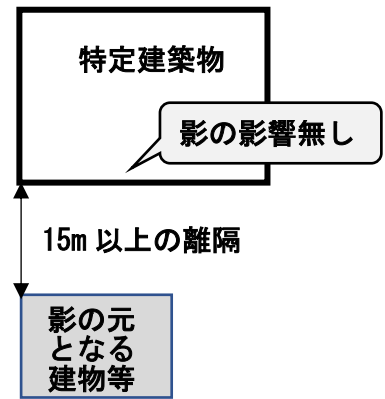 特定建築物
影の影響無し
15m 以上の離隔
影の元
となる
建物等